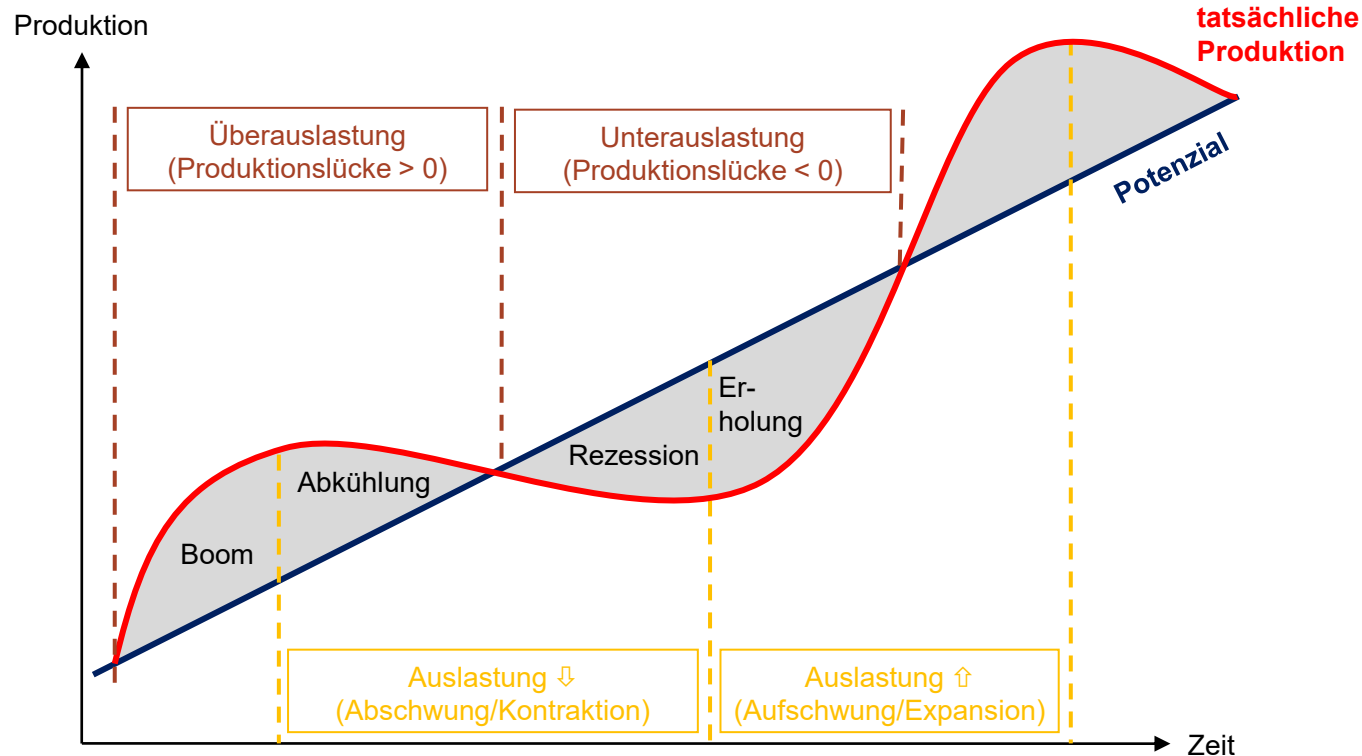 tatsächliche
Produktion
Produktion
Überauslastung
(Produktionslücke > 0)
Unterauslastung
(Produktionslücke < 0)
Potenzial
Er-
holung
Rezession
Abkühlung
Boom
Auslastung ⇩
(Abschwung/Kontraktion)
Auslastung ⇧
(Aufschwung/Expansion)
Zeit